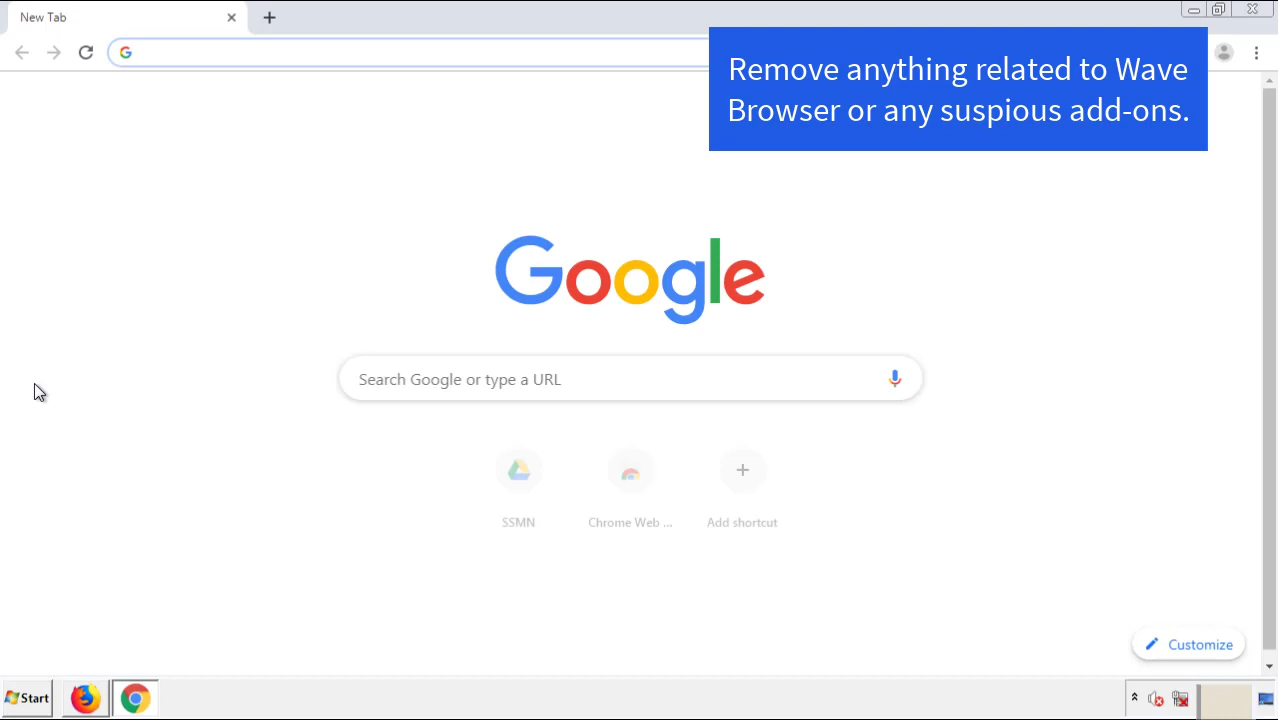 New Tab
Remove anything related to Wave
Browser or any suspious add-ons.
Google
Search Google or type a URL
SSMN
Chrome Web ...
Add shortcut
Customize
Start